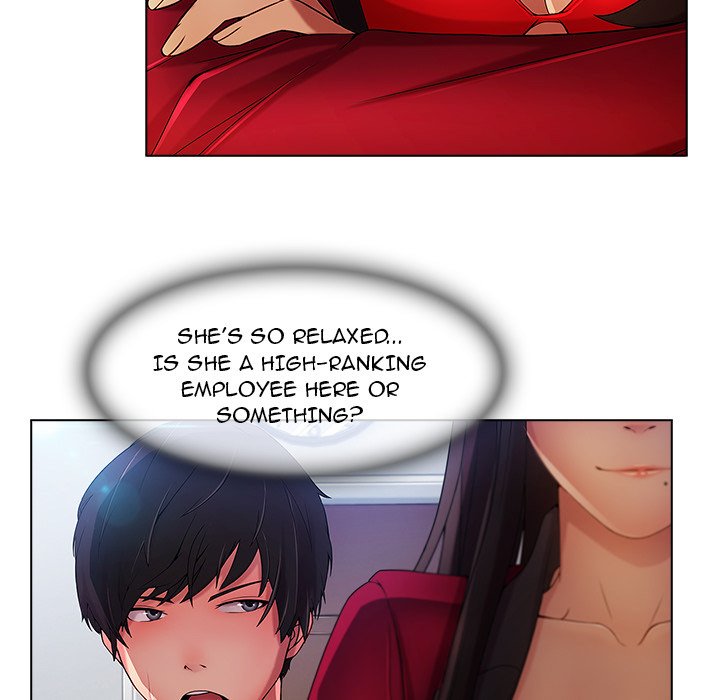 SHE'S SO RELAXED...
IS SHE A HIGH-RANKING
EMPLOYEE HERE OR
SOMETHING?